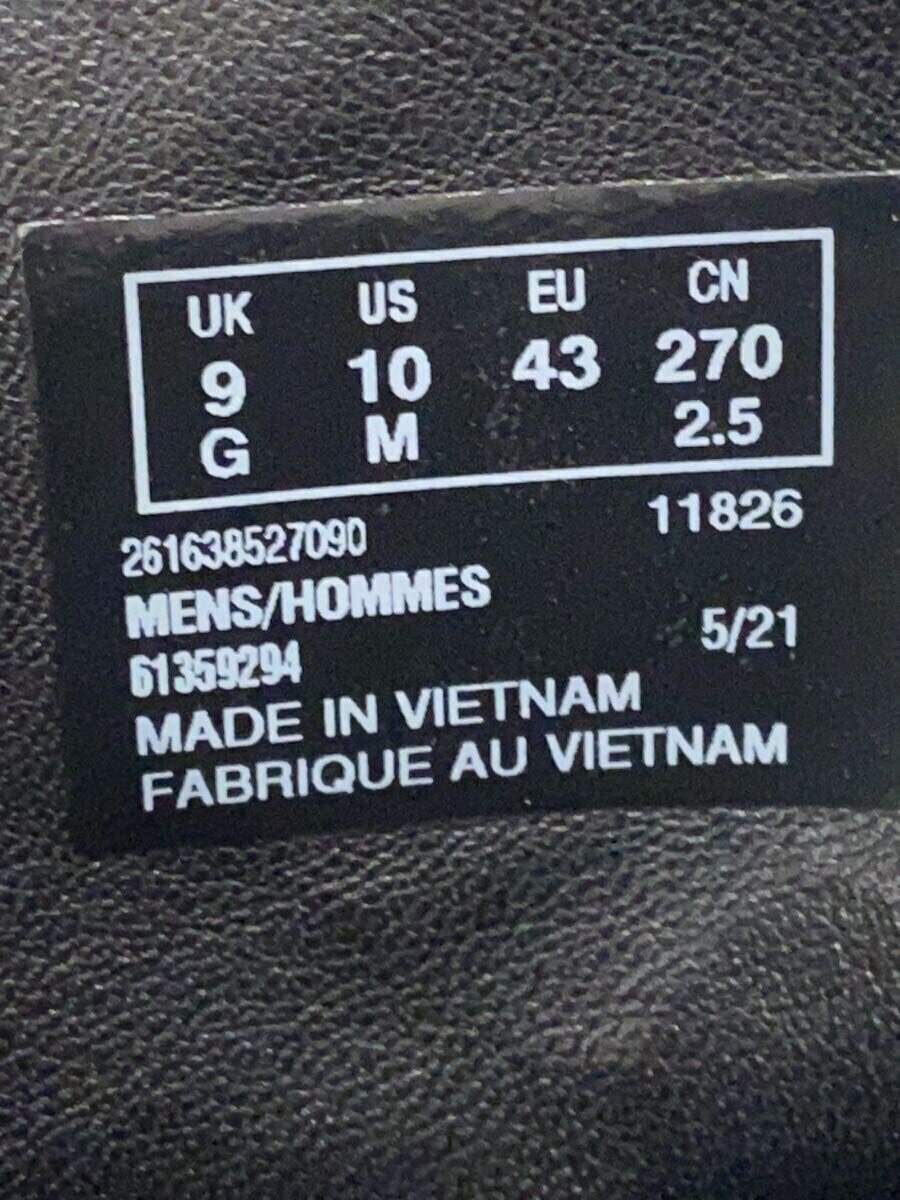 UK US EU CN
9 10 43 270
G M 2.5
261638527090 11826
MENS/HOMMES
61359294 5/21
MADE IN VIETNAM
FABRIQUE AU VIETNAM